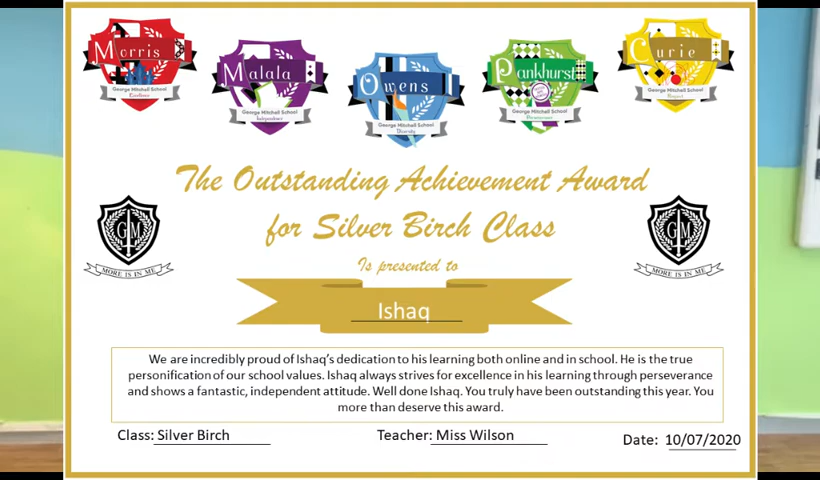 Morris
George Mitchell School
Excellence
Malala
George Mitchell School
Independence
Owens
George Mitchell School
Diversity
Pankhurst
George Mitchell School
Perseverance
Curie
George Mitchell School
Respect
The Outstanding Achievement Award
for Silver Birch Class
GM
MORE IS IN ME
GM
MORE IS IN ME
Is presented to
Ishaq
We are incredibly proud of Ishaq's dedication to his learning both online and in school. He is the true
personification of our school values. Ishaq always strives for excellence in his learning through perseverance
and shows a fantastic, independent attitude. Well done Ishaq. You truly have been outstanding this year. You
more than deserve this award.
Class: Silver Birch
Teacher: Miss Wilson
Date: 10/07/2020